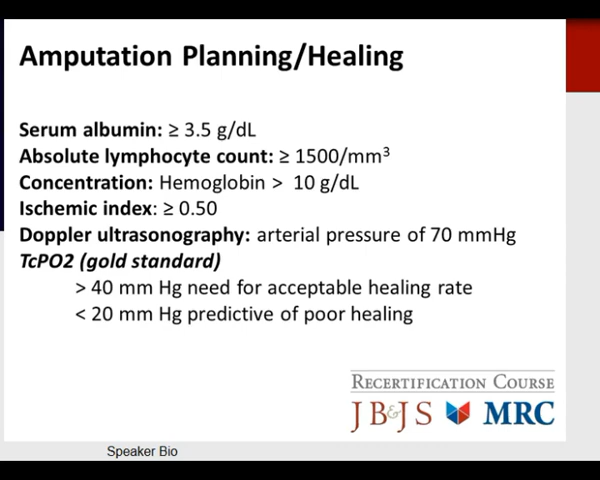 Amputation Planning/Healing
Serum albumin: ≥ 3.5 g/dL
Absolute lymphocyte count: ≥ 1500/mm³
Concentration: Hemoglobin > 10 g/dL
Ischemic index: ≥ 0.50
Doppler ultrasonography: arterial pressure of 70 mmHg
TcPO2 (gold standard)
> 40 mm Hg need for acceptable healing rate
< 20 mm Hg predictive of poor healing
RECERTIFICATION COURSE
JB&JS MRC
Speaker Bio